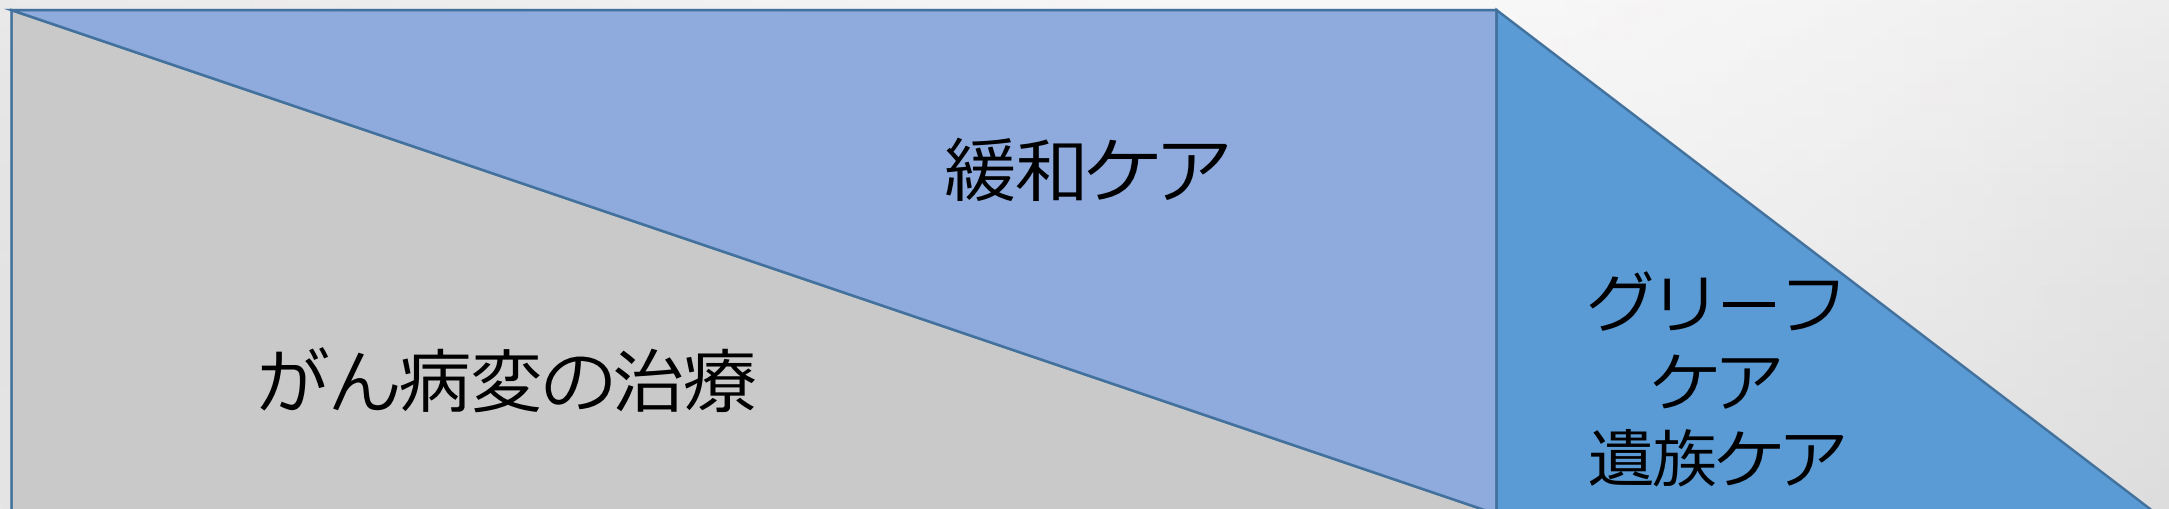 緩和ケア
がん病変の治療
グリーフ
ケア
遺族ケア